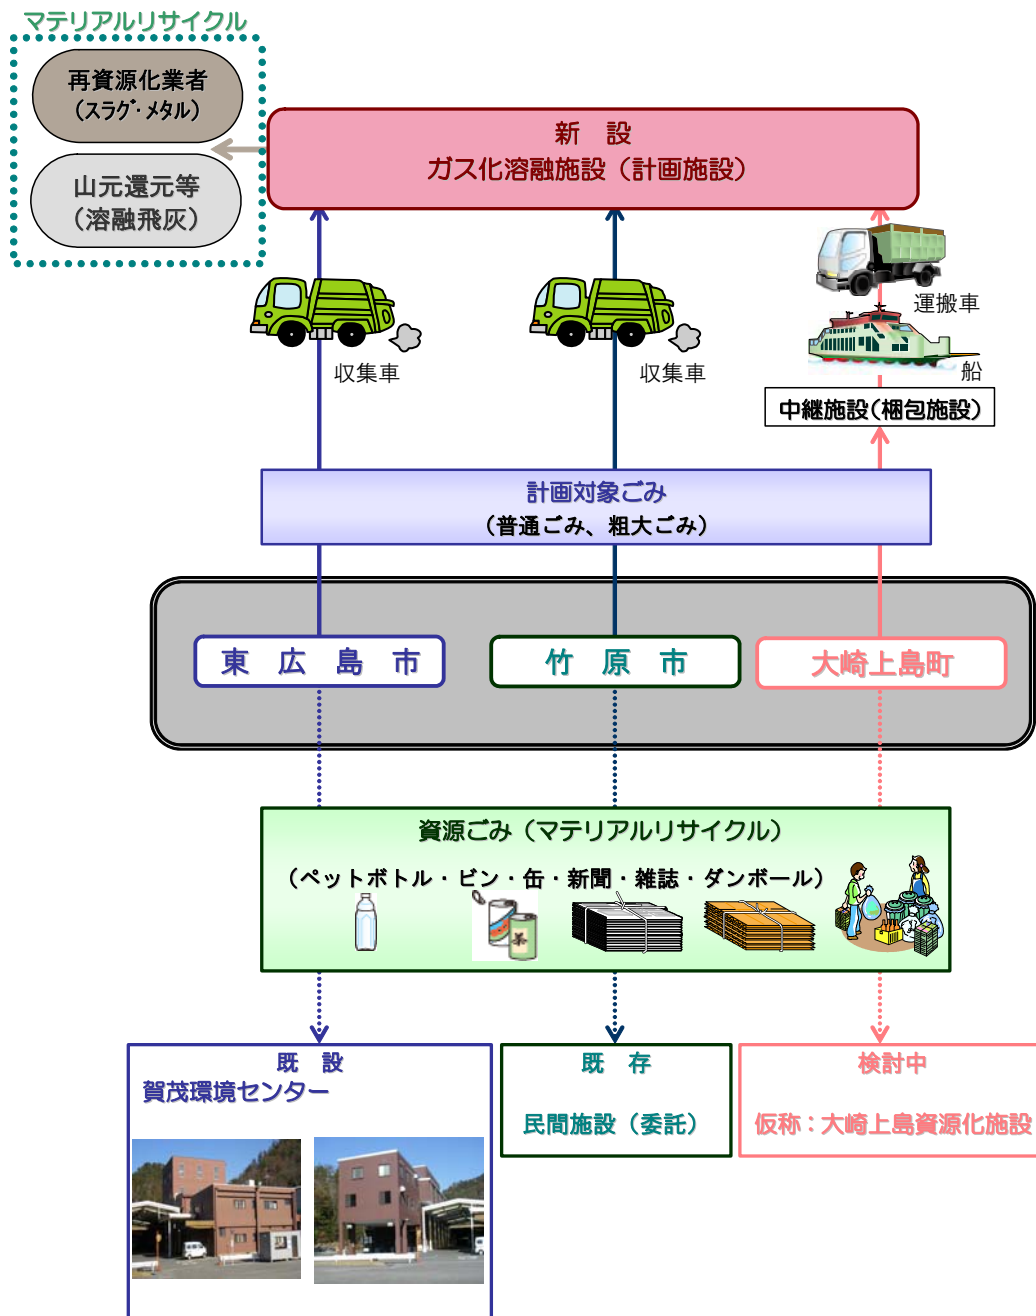 マテリアルリサイクル
再資源化業者
（スラグ・メタル）
山元還元等
（溶融飛灰）
新　設
ガス化溶融施設（計画施設）
収集車
収集車
運搬車
船
中継施設（梱包施設）
計画対象ごみ
（普通ごみ、粗大ごみ）
東　広　島　市
竹　原　市
大崎上島町
資源ごみ（マテリアルリサイクル）
（ペットボトル・ビン・缶・新聞・雑誌・ダンボール）
茶
既　設
賀茂環境センター
既　存
民間施設（委託）
検討中
仮称：大崎上島資源化施設